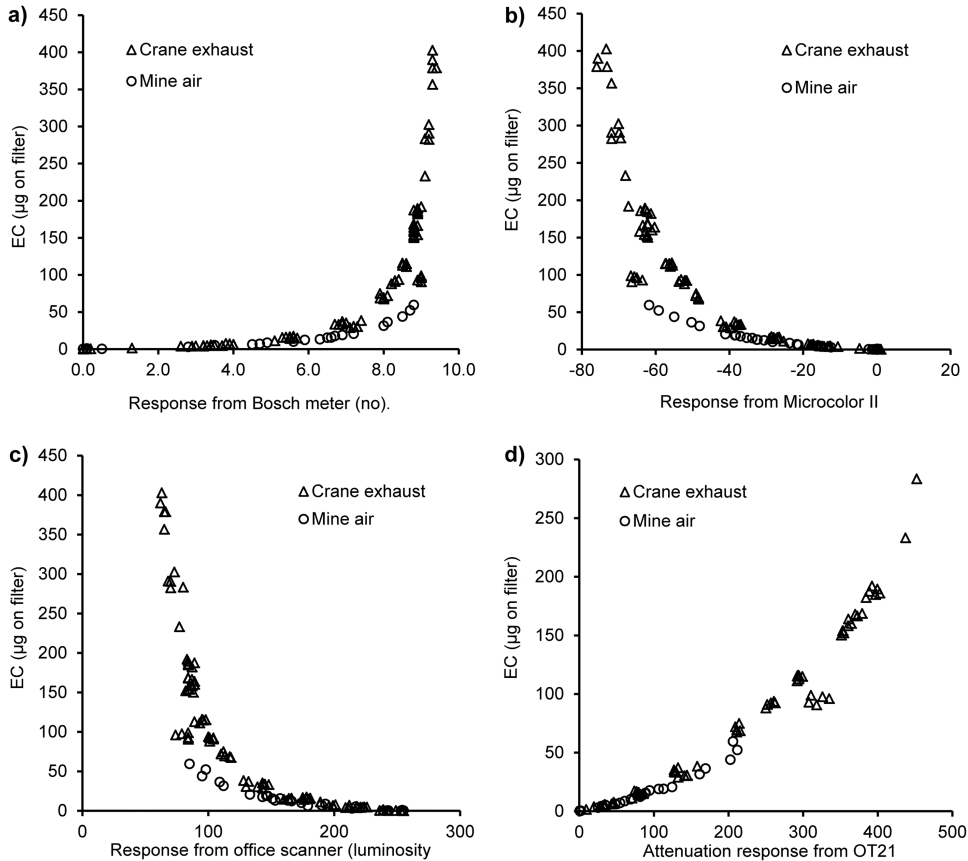 a)
450
400
350
300
250
200
150
100
50
0
EC (µg on filter)
Crane exhaust
Mine air
0.0 2.0 4.0 6.0 8.0 10.0
Response from Bosch meter (no).
b)
450
400
350
300
250
200
150
100
50
0
EC (µg on filter)
Crane exhaust
Mine air
-80 -60 -40 -20 0 20
Response from Microcolor II
c)
450
400
350
300
250
200
150
100
50
0
EC (µg on filter)
Crane exhaust
Mine air
0 100 200 300
Response from office scanner (luminosity
d)
300
250
200
150
100
50
0
EC (µg on filter)
Crane exhaust
Mine air
0 100 200 300 400 500
Attenuation response from OT21